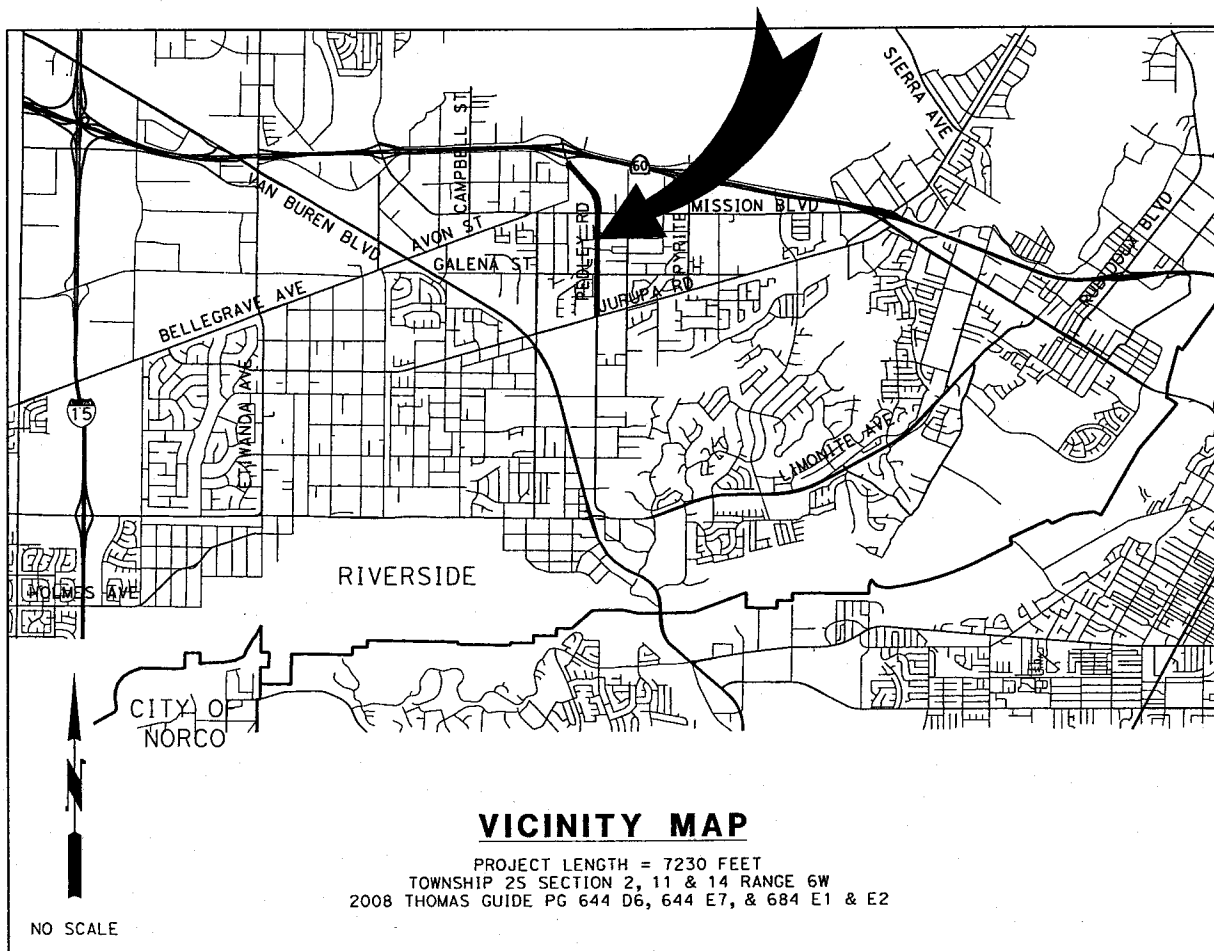 SIERRA AVE
CAMPBELL ST
60
VAN BUREN BLVD
PEDLEY RD
PYRITE
MISSION BLVD
RUBIDOUX BLVD
AVON ST
GALENA ST
JURUPA RD
BELLEGRAVE AVE
15
ETIWANDA AVE
LIMONITE AVE
RIVERSIDE
HOLMES AVE
CITY OF
NORCO
N
VICINITY MAP
PROJECT LENGTH = 7230 FEET
TOWNSHIP 2S SECTION 2, 11 & 14 RANGE 6W
2008 THOMAS GUIDE PG 644 D6, 644 E7, & 684 E1 & E2
NO SCALE